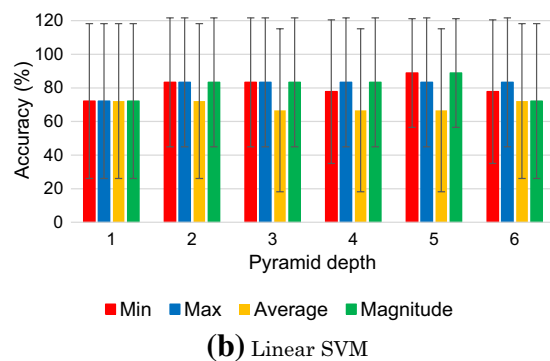 120
100
80
60
40
20
0
Accuracy (%)
1 2 3 4 5 6
Pyramid depth
Min Max Average Magnitude
(b) Linear SVM